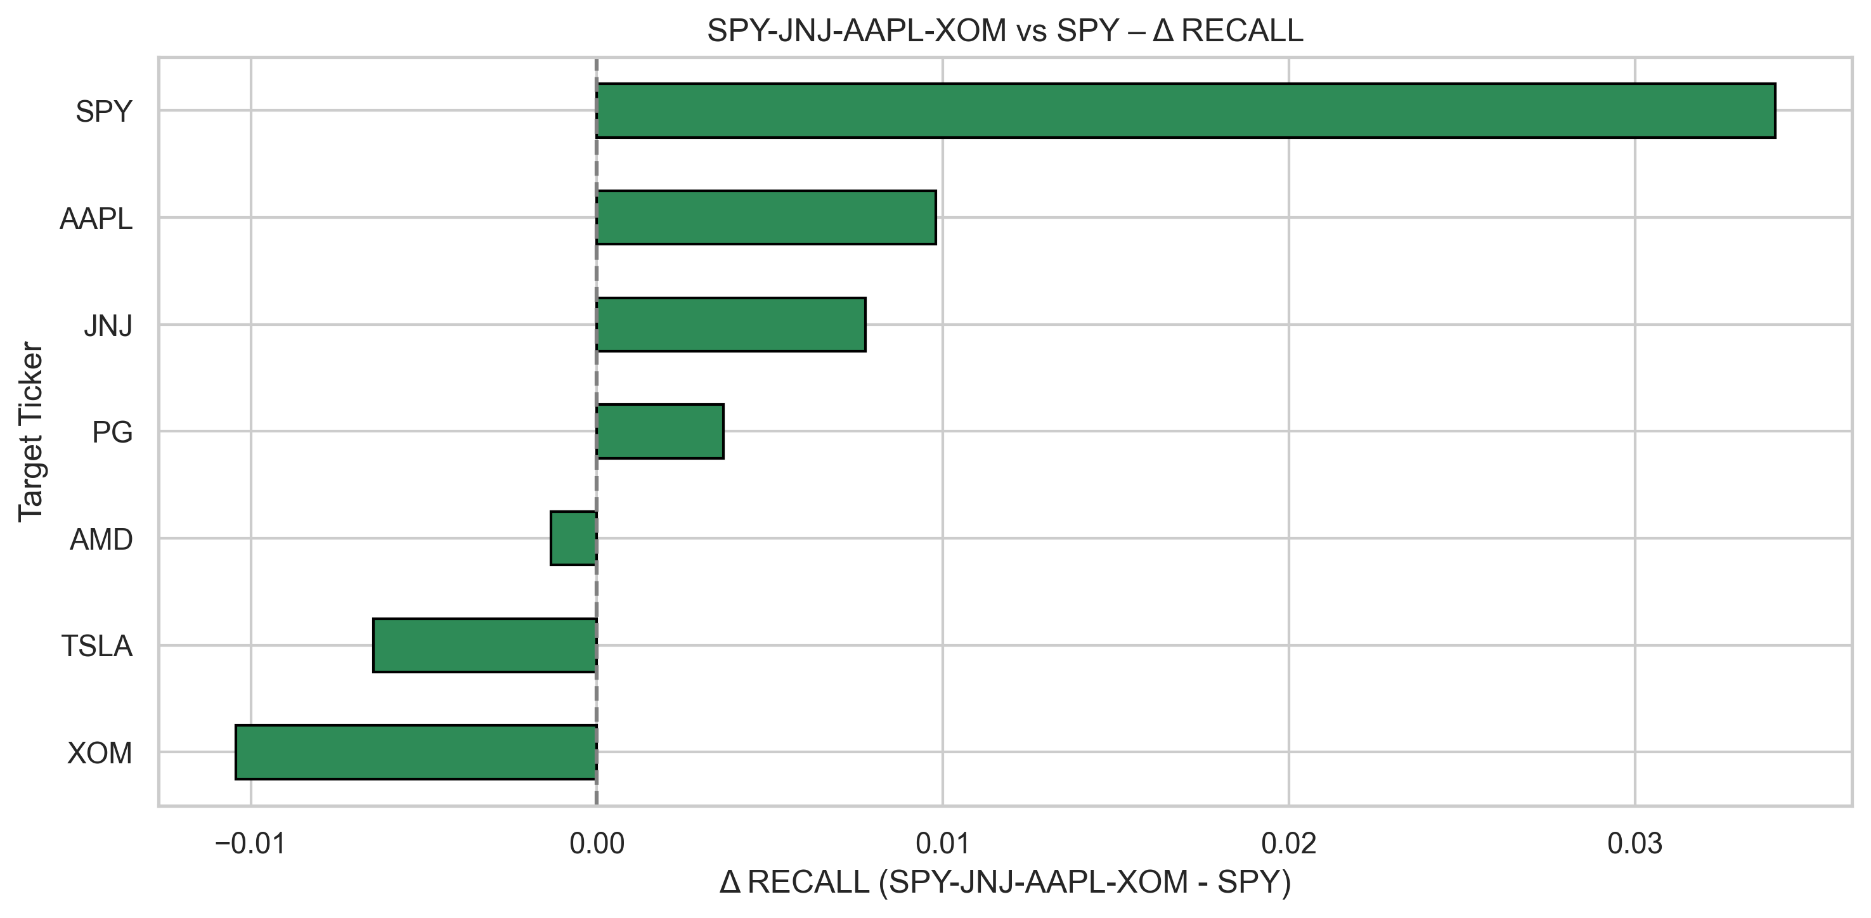 SPY-JNJ-AAPL-XOM vs SPY – Δ RECALL
SPY
AAPL
JNJ
PG
AMD
TSLA
XOM
Target Ticker
−0.01
0.00
0.01
0.02
0.03
Δ RECALL (SPY-JNJ-AAPL-XOM - SPY)